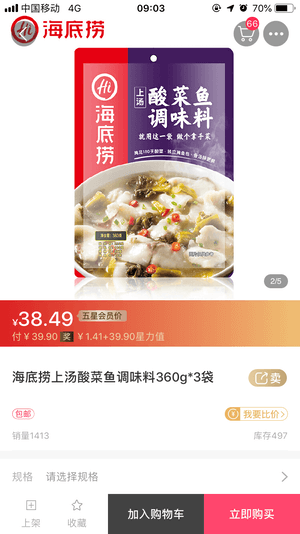 中国移动 4G 09:03
Hi 海底捞 66
Hi
海底捞
上汤
酸菜鱼
调味料
就用这一袋 做个拿手菜
2/5
¥38.49 五星会员价
付¥39.90 奖 ¥1.41+39.90星力值
海底捞上汤酸菜鱼调味料360g*3袋
卖
包邮 我要比价>
销量1413 库存497
规格 请选择规格
上架 收藏 加入购物车 立即购买